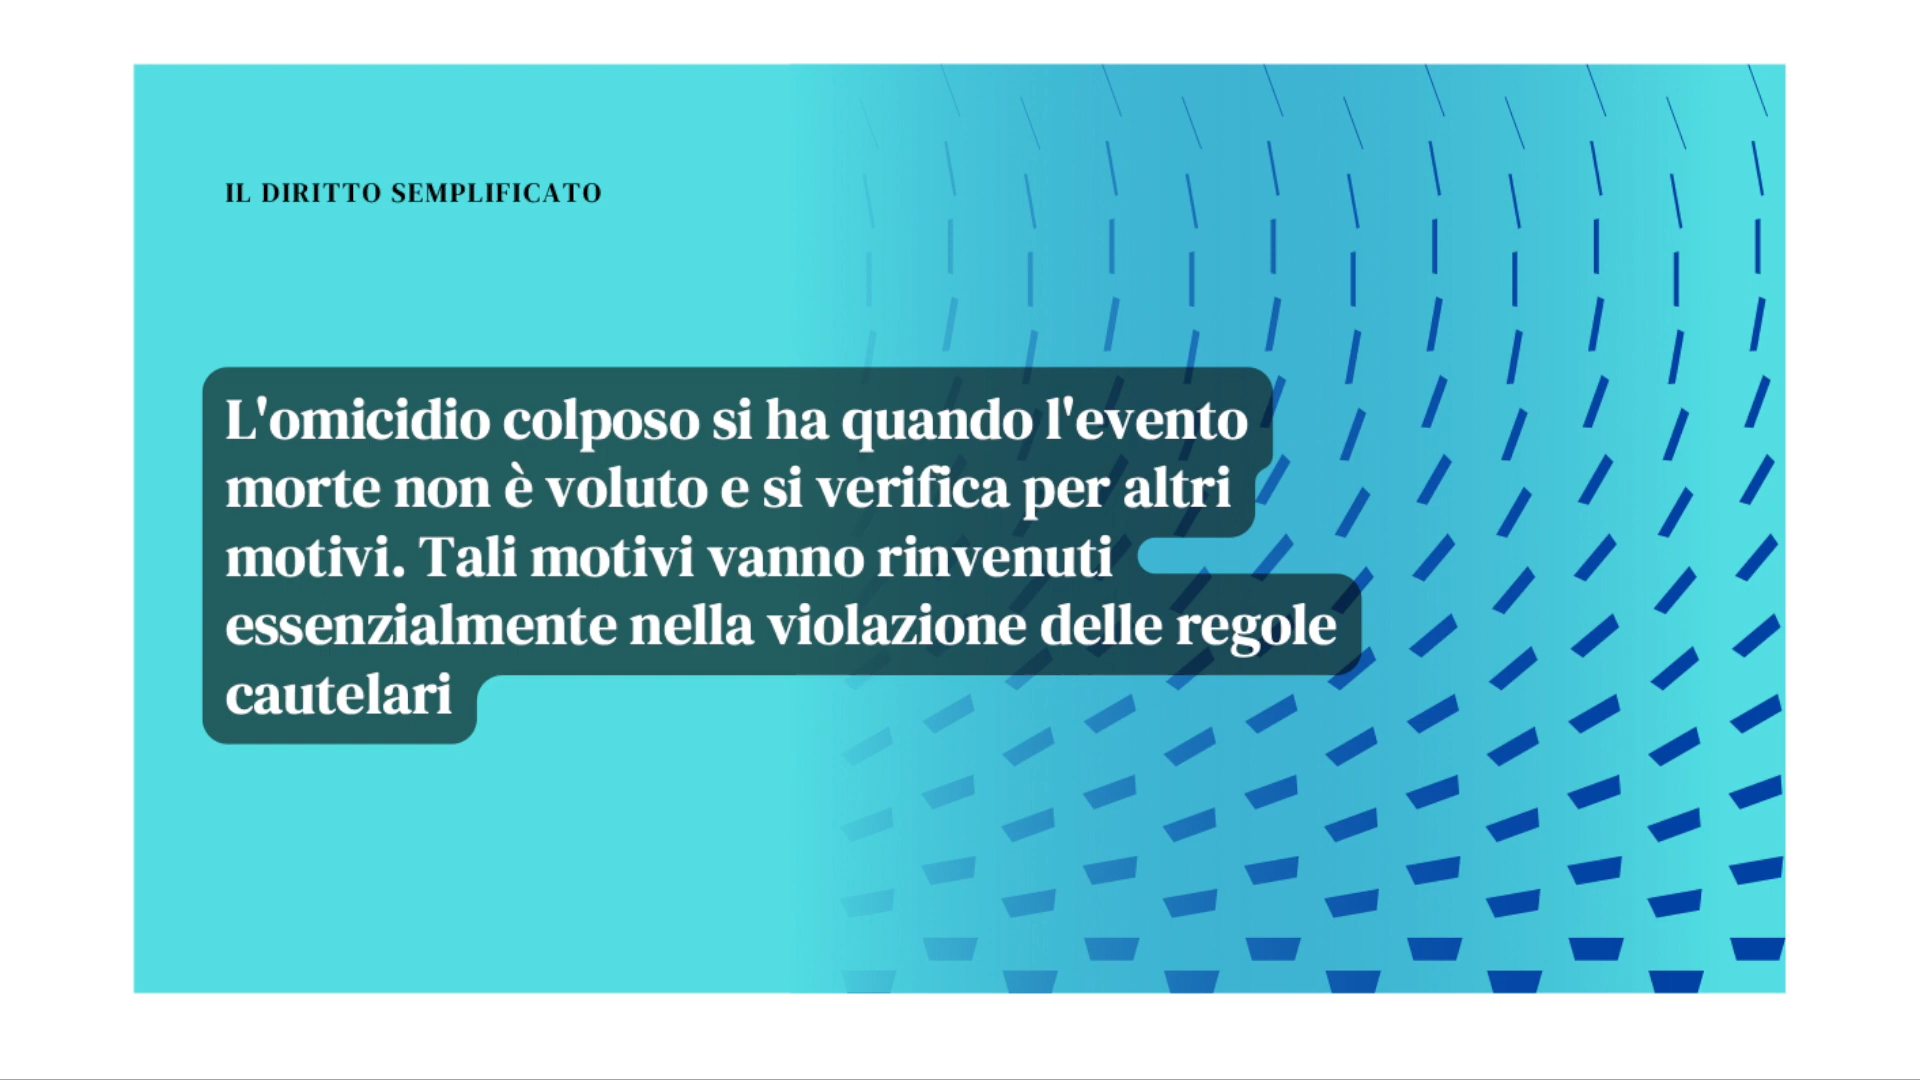 IL DIRITTO SEMPLIFICATO
L'omicidio colposo si ha quando l'evento
morte non è voluto e si verifica per altri
motivi. Tali motivi vanno rinvenuti
essenzialmente nella violazione delle regole
cautelari